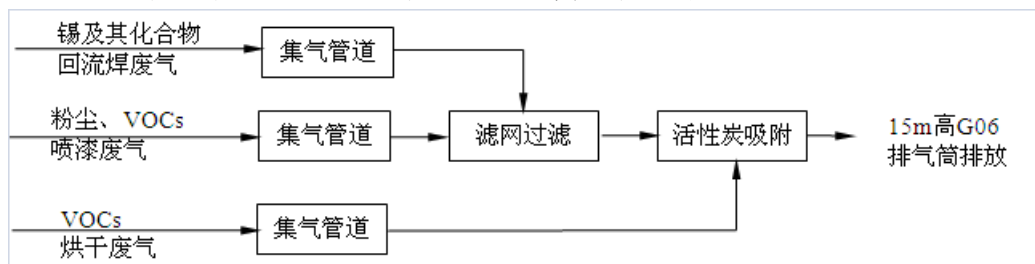 锡及其化合物
回流焊废气
集气管道
粉尘、VOCs
喷漆废气
集气管道
滤网过滤
活性炭吸附
15m高G06
排气筒排放
VOCs
烘干废气
集气管道